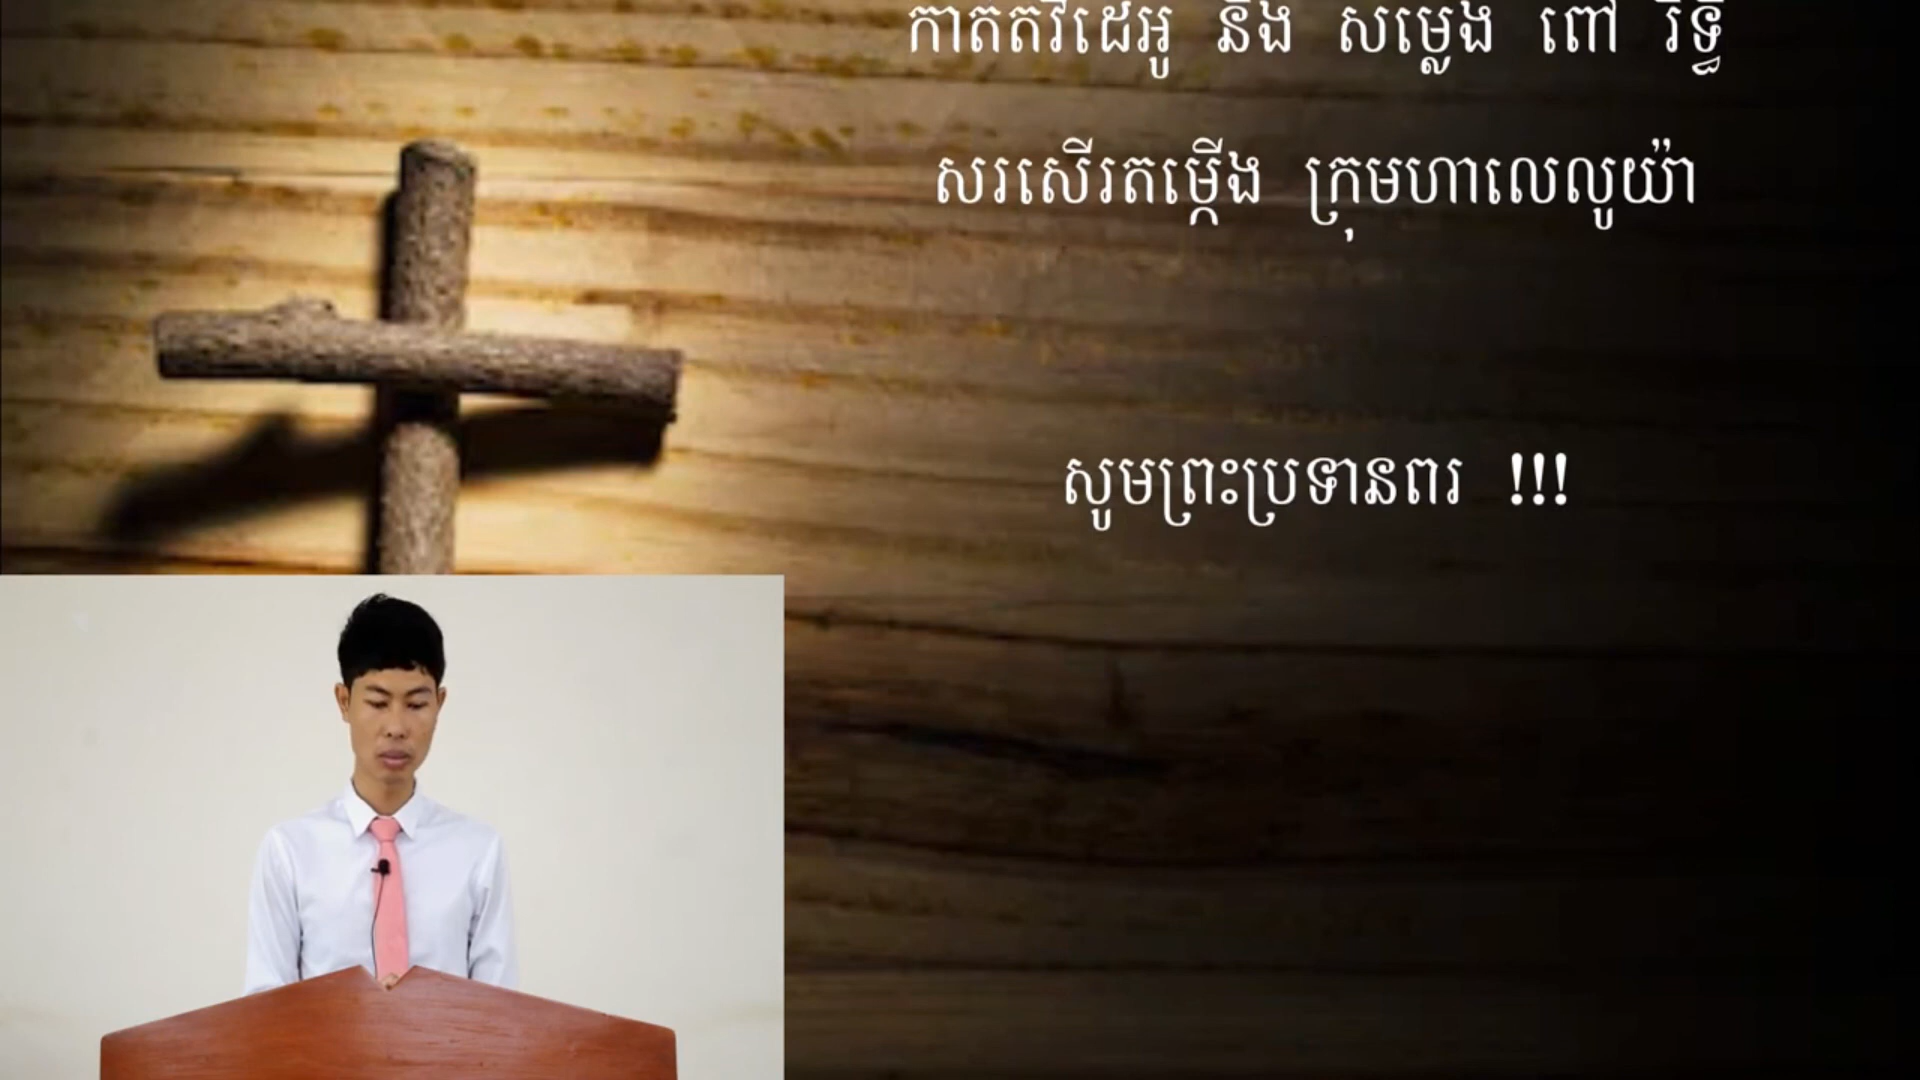 កាតតវីដេអូ និង សម្លេង ពៅ រិទ្ធី
សរសើរតម្កើង ក្រុមហាលេលូយ៉ា
សូមព្រះប្រទានពរ !!!